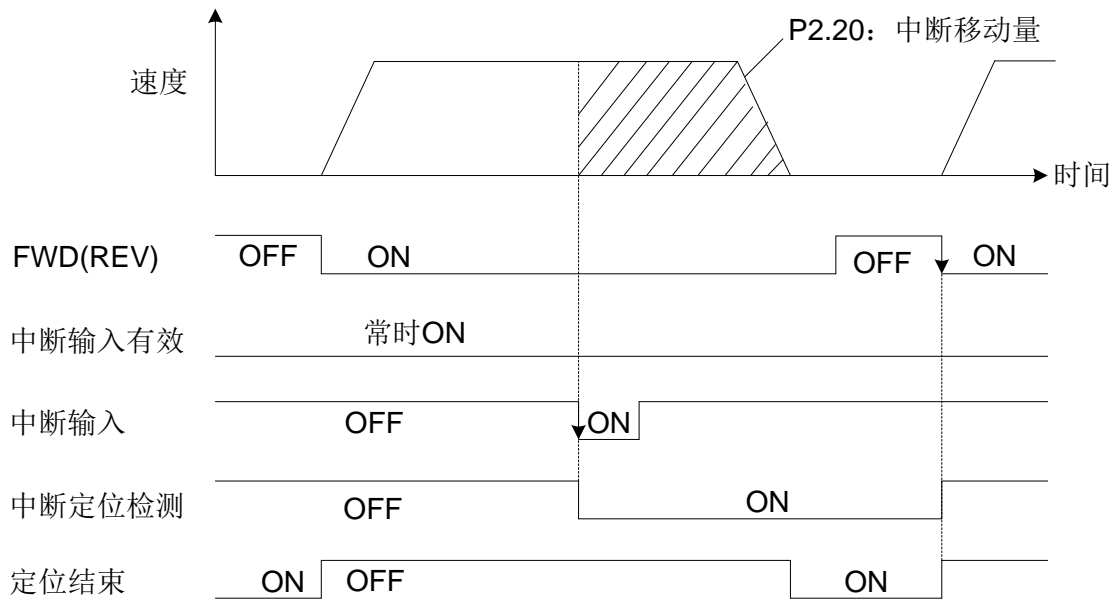 P2.20：中断移动量
速度
时间
FWD(REV) OFF ON OFF ON
中断输入有效 常时ON
中断输入 OFF ON
中断定位检测 OFF ON
定位结束 ON OFF ON